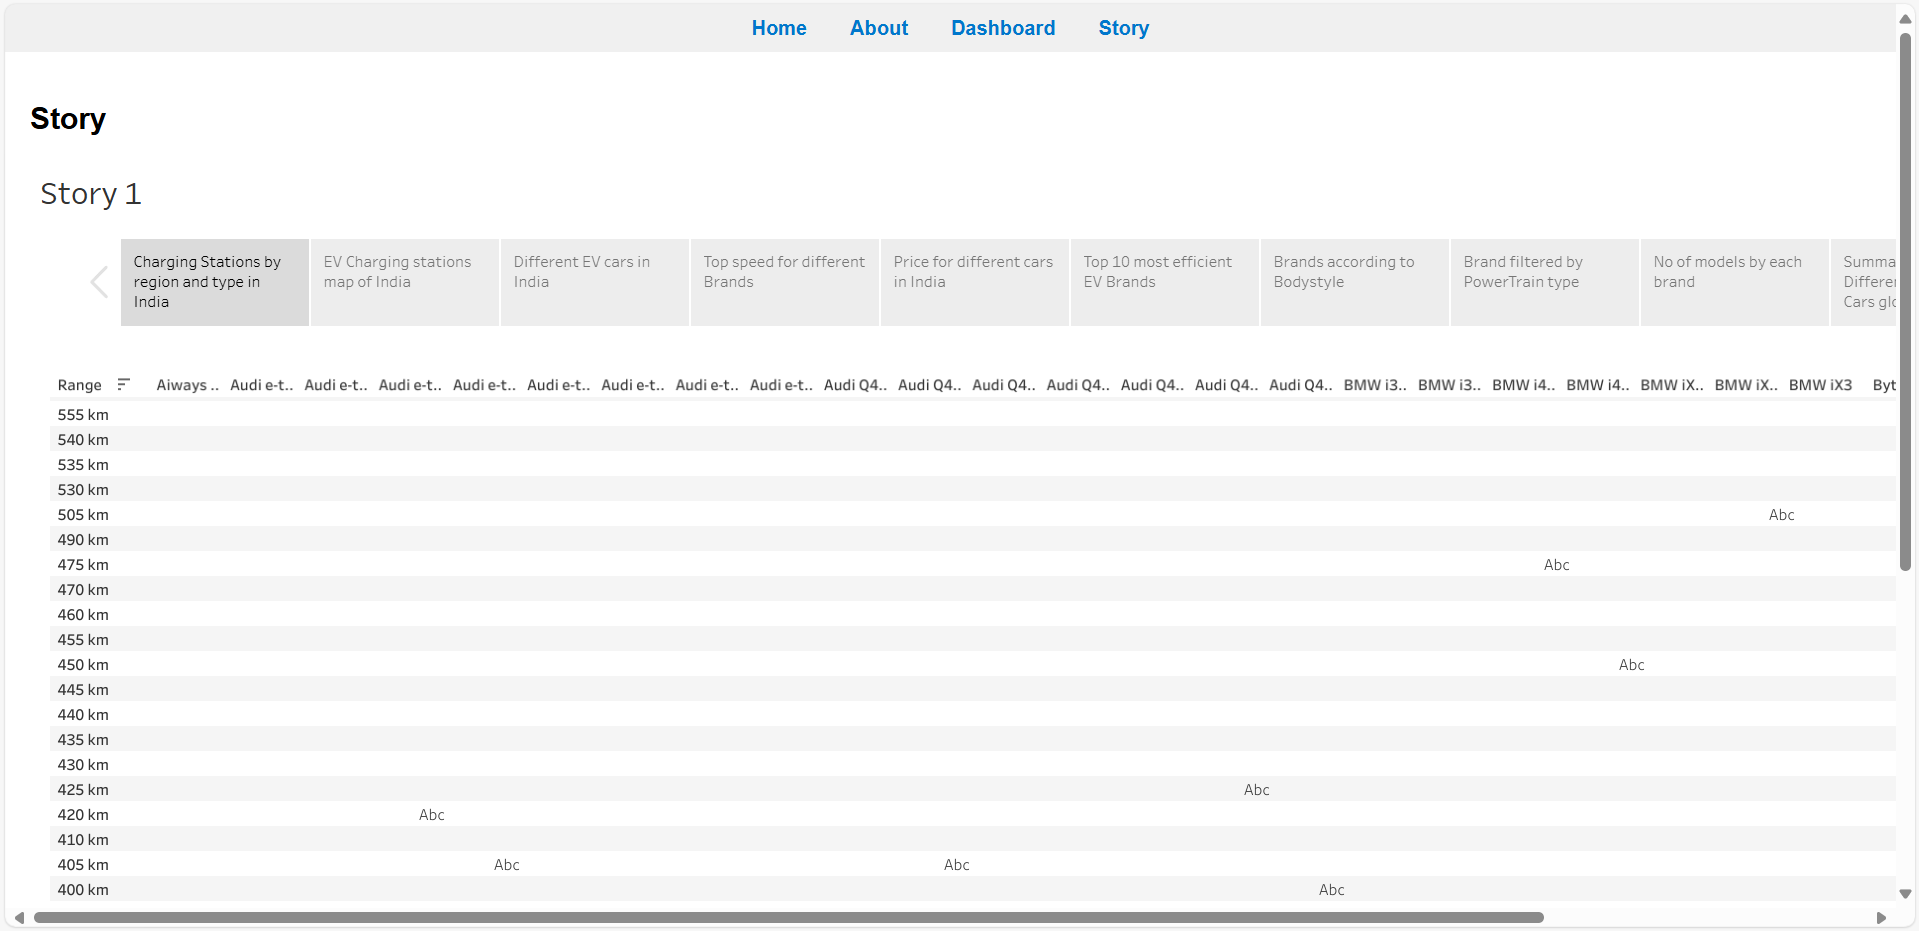 Home About Dashboard Story
Story
Story 1
Charging Stations by
region and type in
India
EV Charging stations
map of India
Different EV cars in
India
Top speed for different
Brands
Price for different cars
in India
Top 10 most efficient
EV Brands
Brands according to
Bodystyle
Brand filtered by
PowerTrain type
No of models by each
brand
Summa
Differer
Cars glo
Range Aiways .. Audi e-t.. Audi e-t.. Audi e-t.. Audi e-t.. Audi e-t.. Audi e-t.. Audi e-t.. Audi e-t.. Audi Q4.. Audi Q4.. Audi Q4.. Audi Q4.. Audi Q4.. Audi Q4.. Audi Q4.. BMW i3.. BMW i3.. BMW i4.. BMW i4.. BMW iX.. BMW iX.. BMW iX3 Byt
555 km
540 km
535 km
530 km
505 km Abc
490 km
475 km Abc
470 km
460 km
455 km
450 km Abc
445 km
440 km
435 km
430 km
425 km Abc
420 km Abc
410 km
405 km Abc Abc
400 km Abc